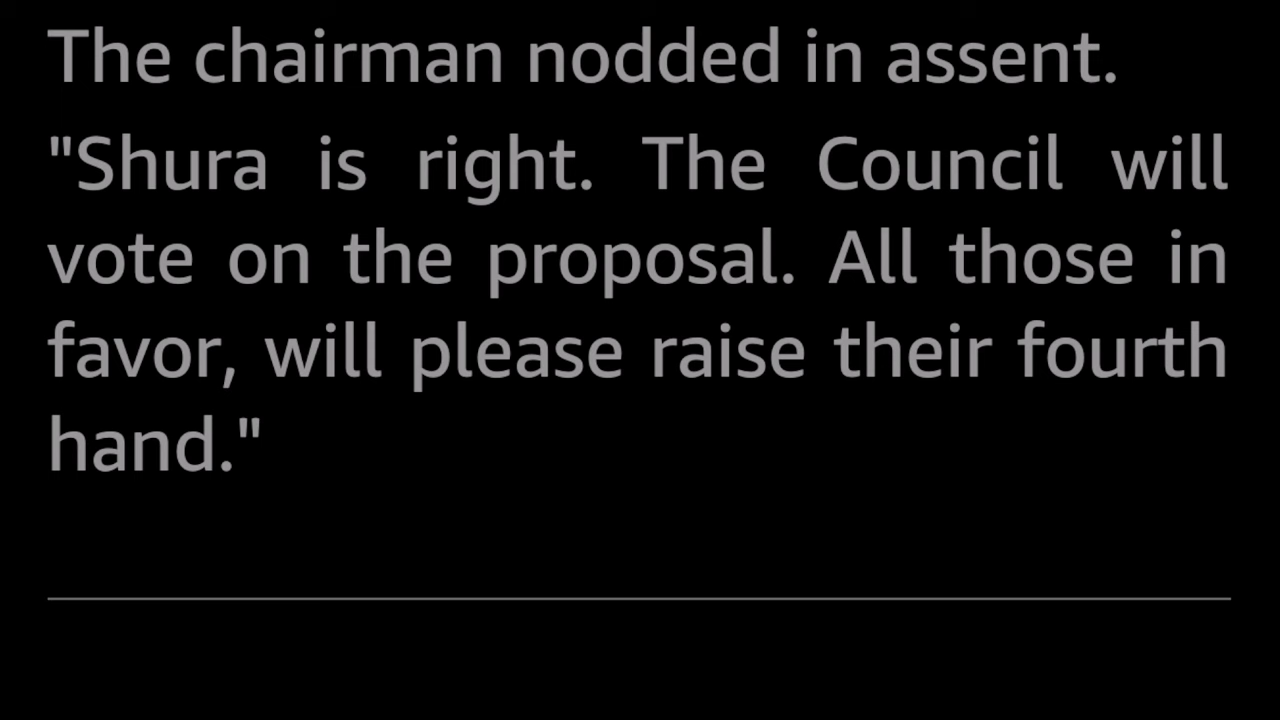 The chairman nodded in assent.
"Shura is right. The Council will
vote on the proposal. All those in
favor, will please raise their fourth
hand."